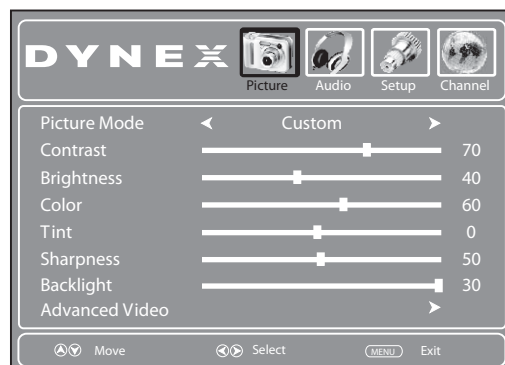 DYNEX
Picture Audio Setup Channel
Picture Mode Custom
Contrast 70
Brightness 40
Color 60
Tint 0
Sharpness 50
Backlight 30
Advanced Video
Move Select MENU Exit